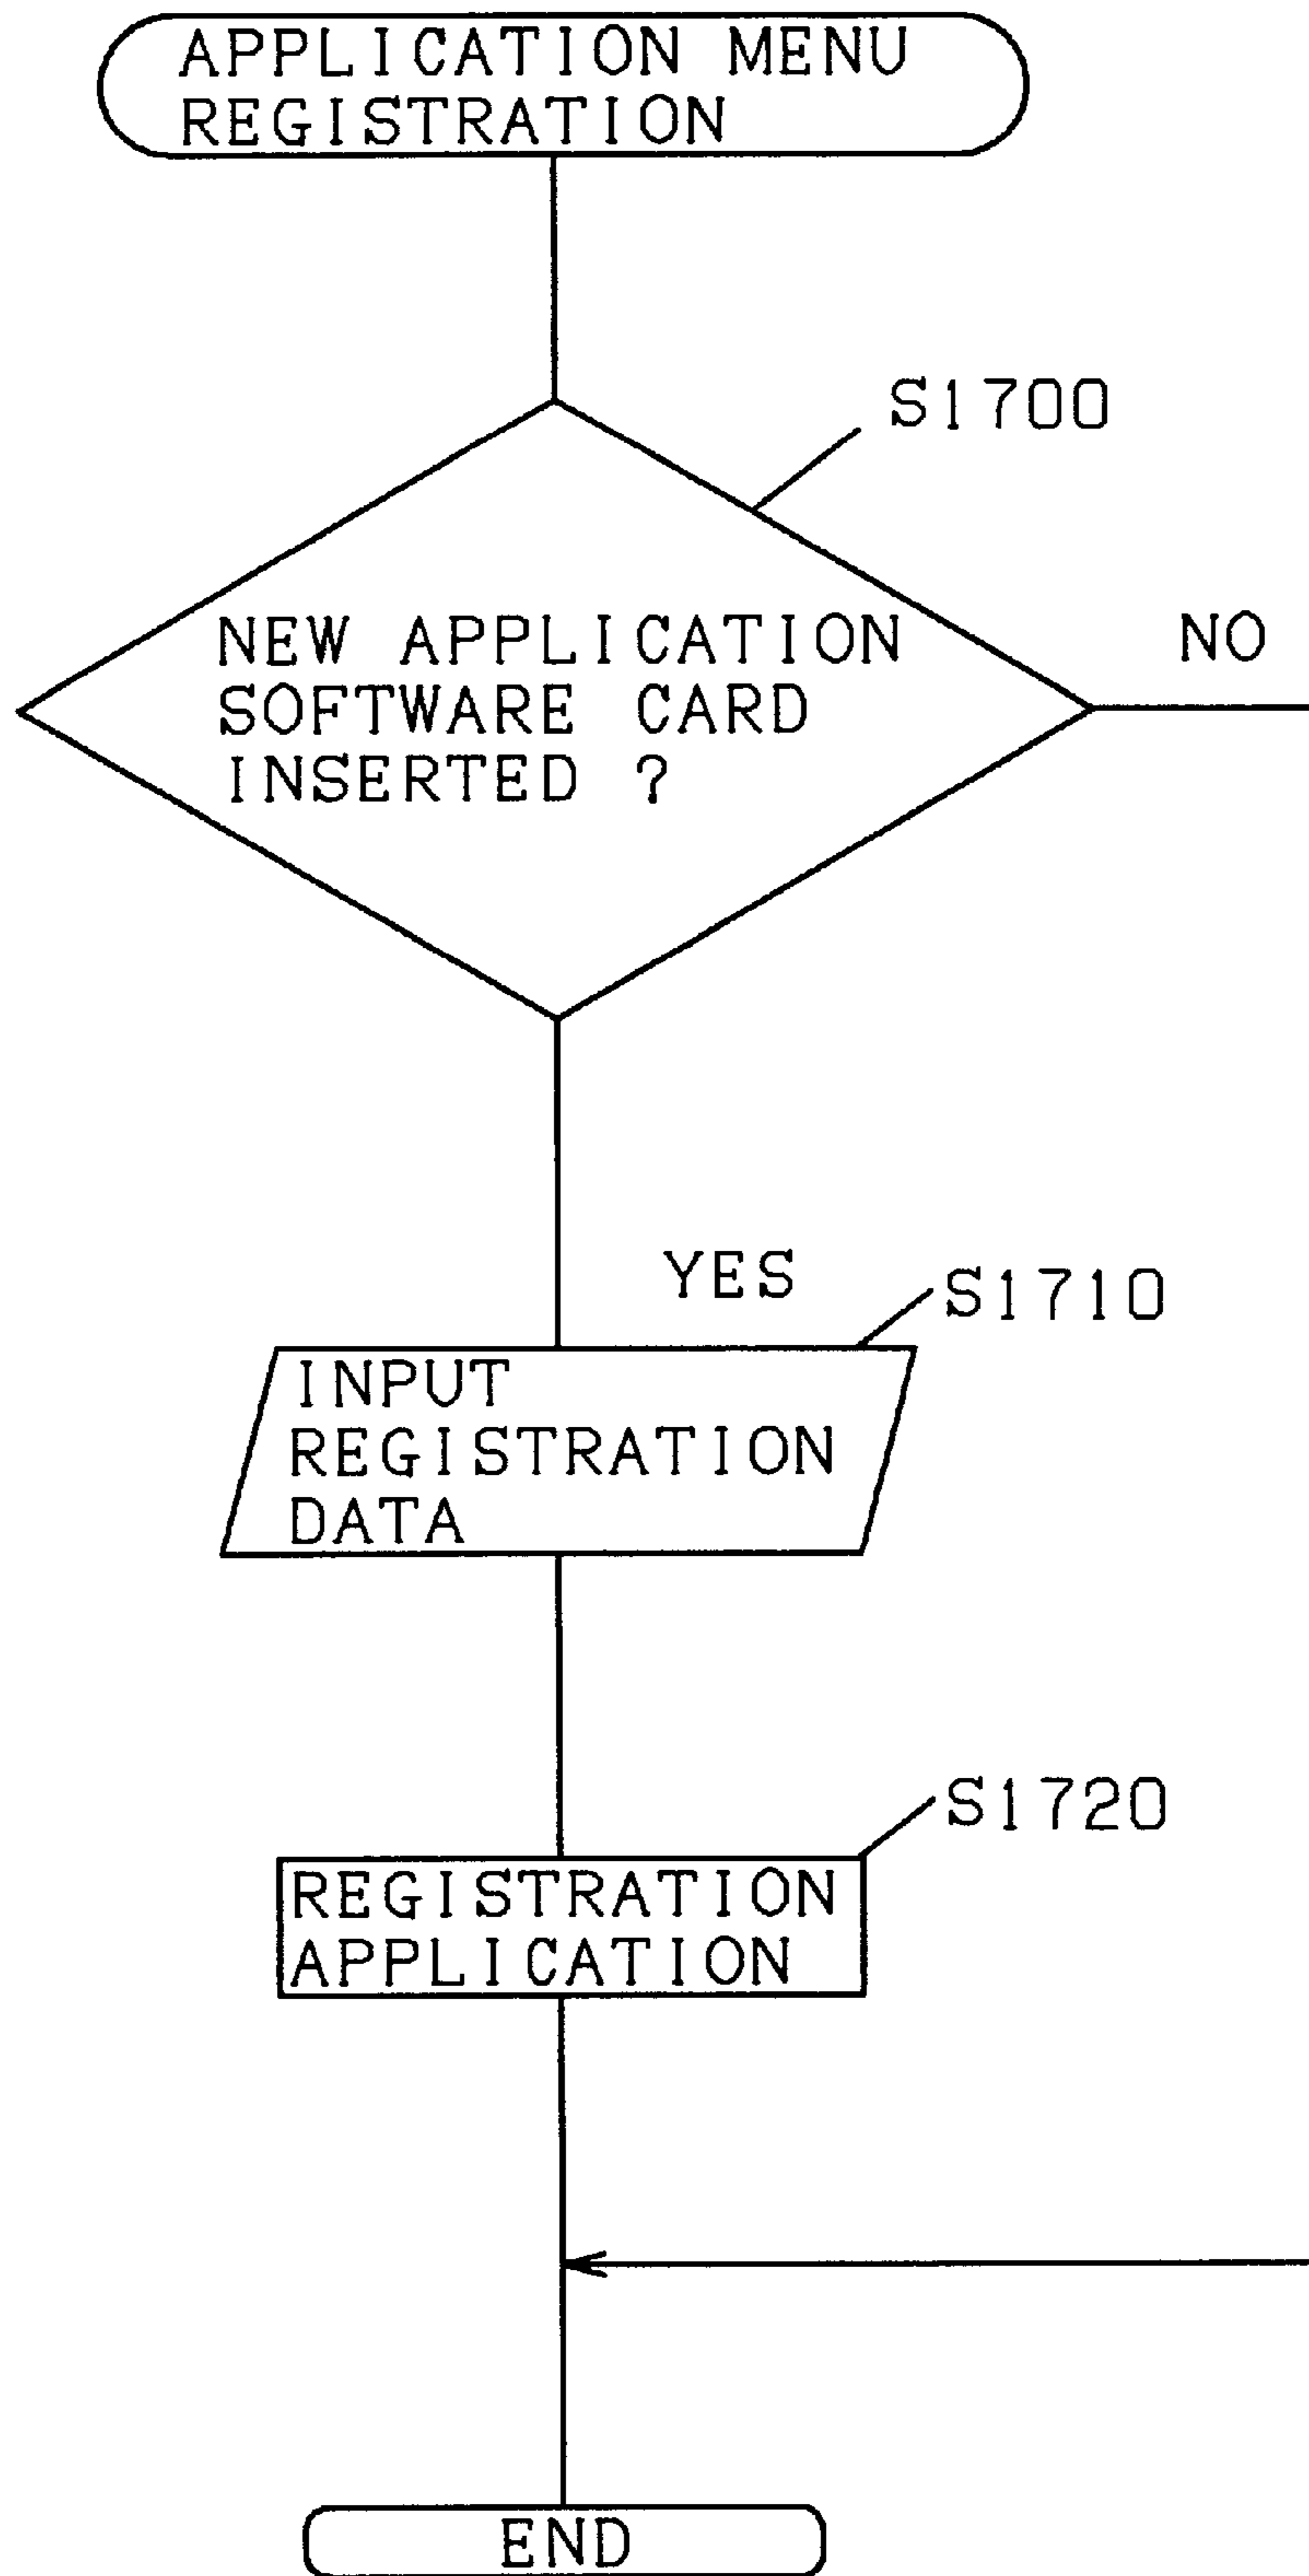 APPLICATION MENU
REGISTRATION
S1700
NEW APPLICATION
SOFTWARE CARD
INSERTED ?
NO
YES
S1710
INPUT
REGISTRATION
DATA
S1720
REGISTRATION
APPLICATION
END